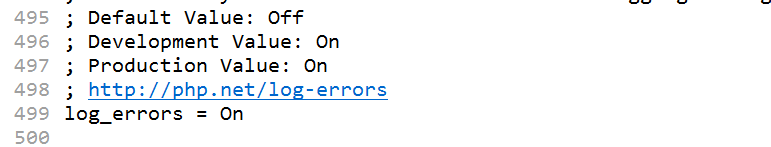 495 ; Default Value: Off
496 ; Development Value: On
497 ; Production Value: On
498 ; http://php.net/log-errors
499 log_errors = On
500